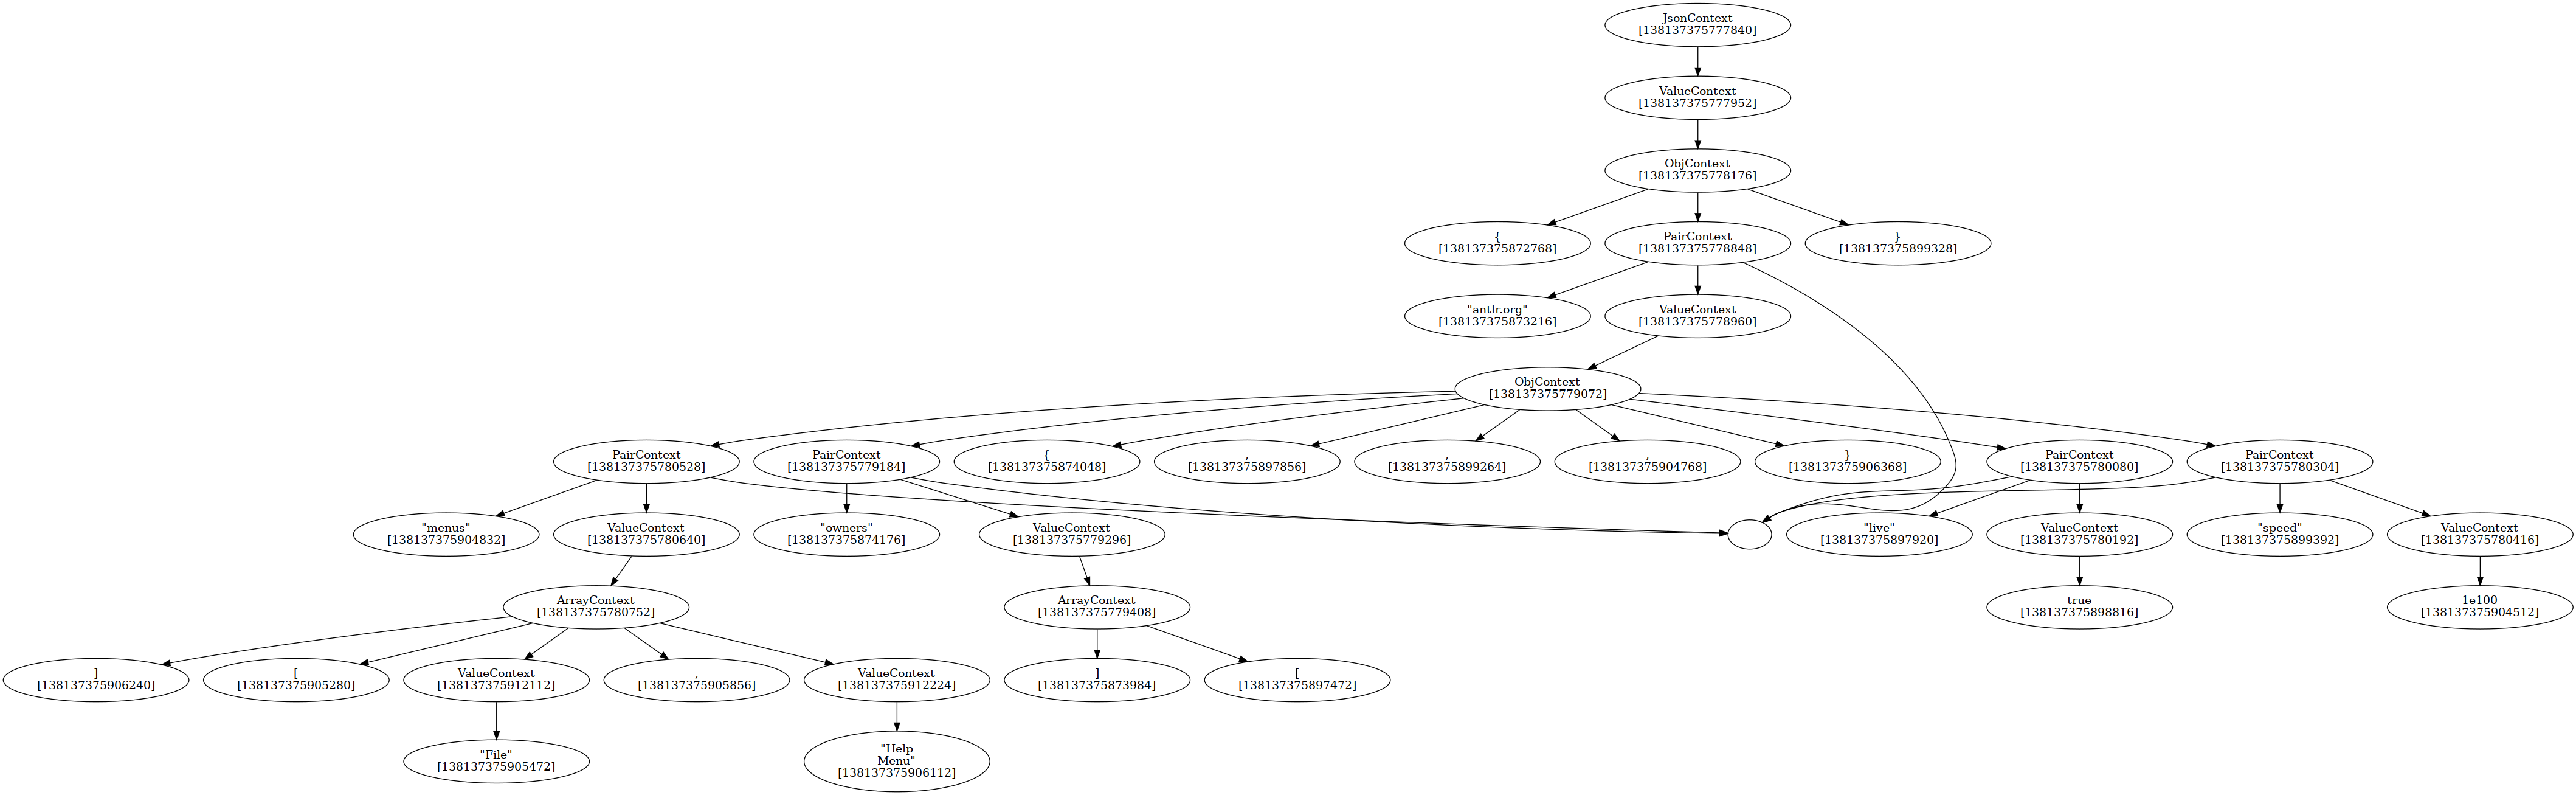 JsonContext
[138137375777840]
ValueContext
[138137375777952]
ObjContext
[138137375778176]
{
[138137375872768]
PairContext
[138137375778848]
}
[138137375899328]
"antlr.org"
[138137375873216]
ValueContext
[138137375778960]
ObjContext
[138137375779072]
PairContext
[138137375780528]
PairContext
[138137375779184]
{
[138137375874048]
,
[138137375897856]
,
[138137375899264]
,
[138137375904768]
}
[138137375906368]
PairContext
[138137375780080]
PairContext
[138137375780304]
"menus"
[138137375904832]
ValueContext
[138137375780640]
"owners"
[138137375874176]
ValueContext
[138137375779296]
"live"
[138137375897920]
ValueContext
[138137375780192]
"speed"
[138137375899392]
ValueContext
[138137375780416]
ArrayContext
[138137375780752]
ArrayContext
[138137375779408]
true
[138137375898816]
1e100
[138137375904512]
]
[138137375906240]
[
[138137375905280]
ValueContext
[138137375912112]
,
[138137375905856]
ValueContext
[138137375912224]
]
[138137375873984]
[
[138137375897472]
"File"
[138137375905472]
"Help
Menu"
[138137375906112]